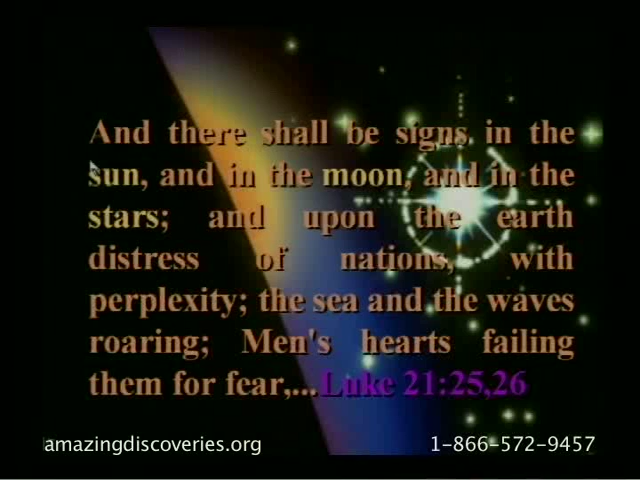 And there shall be signs in the
sun, and in the moon, and in the
stars; and upon the earth
distress of nations, with
perplexity; the sea and the waves
roaring; Men's hearts failing
them for fear,...Luke 21:25,26
amazingdiscoveries.org 1-866-572-9457